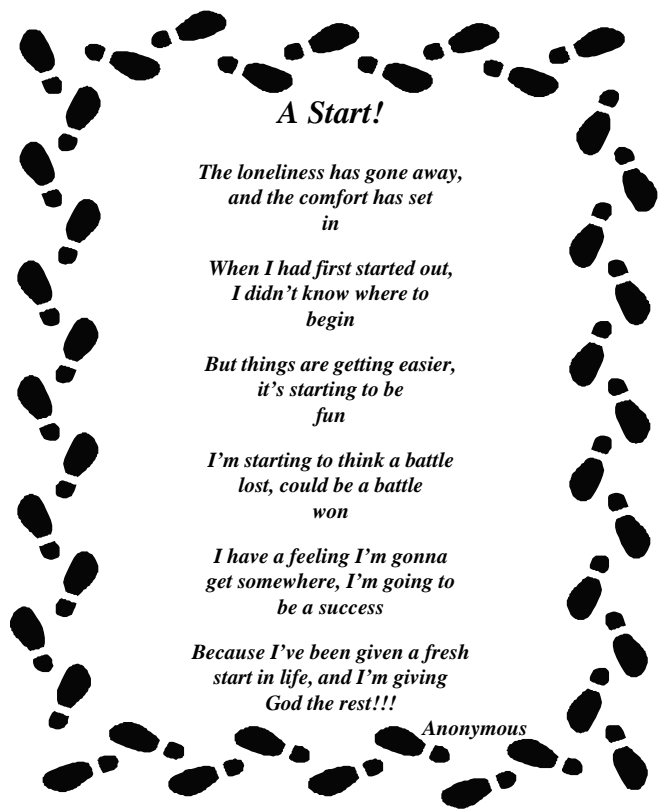 A Start!
The loneliness has gone away,
and the comfort has set
in
When I had first started out,
I didn’t know where to
begin
But things are getting easier,
it’s starting to be
fun
I’m starting to think a battle
lost, could be a battle
won
I have a feeling I’m gonna
get somewhere, I’m going to
be a success
Because I’ve been given a fresh
start in life, and I’m giving
God the rest!!!
Anonymous